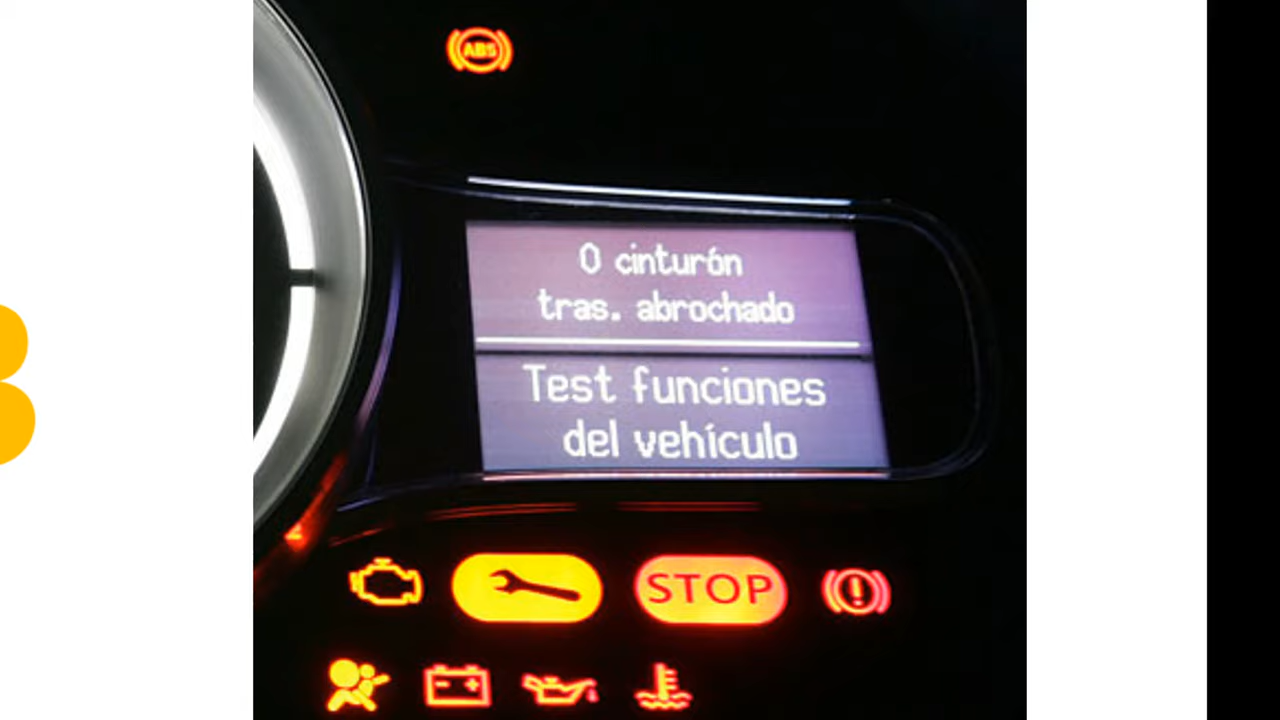 ABS
0 cinturón
tras. abrochado
Test funciones
del vehículo
STOP